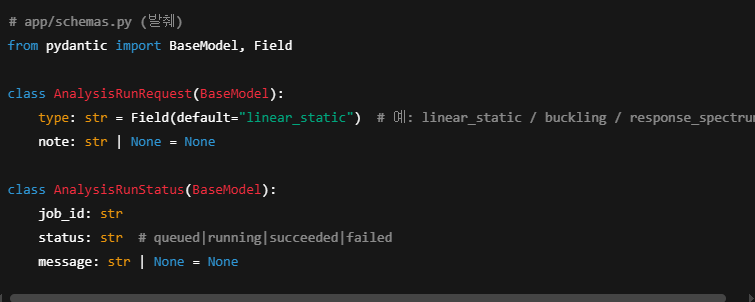 # app/schemas.py (발췌)
from pydantic import BaseModel, Field

class AnalysisRunRequest(BaseModel):
    type: str = Field(default="linear_static")  # 예: linear_static / buckling / response_spectru
    note: str | None = None

class AnalysisRunStatus(BaseModel):
    job_id: str
    status: str  # queued|running|succeeded|failed
    message: str | None = None